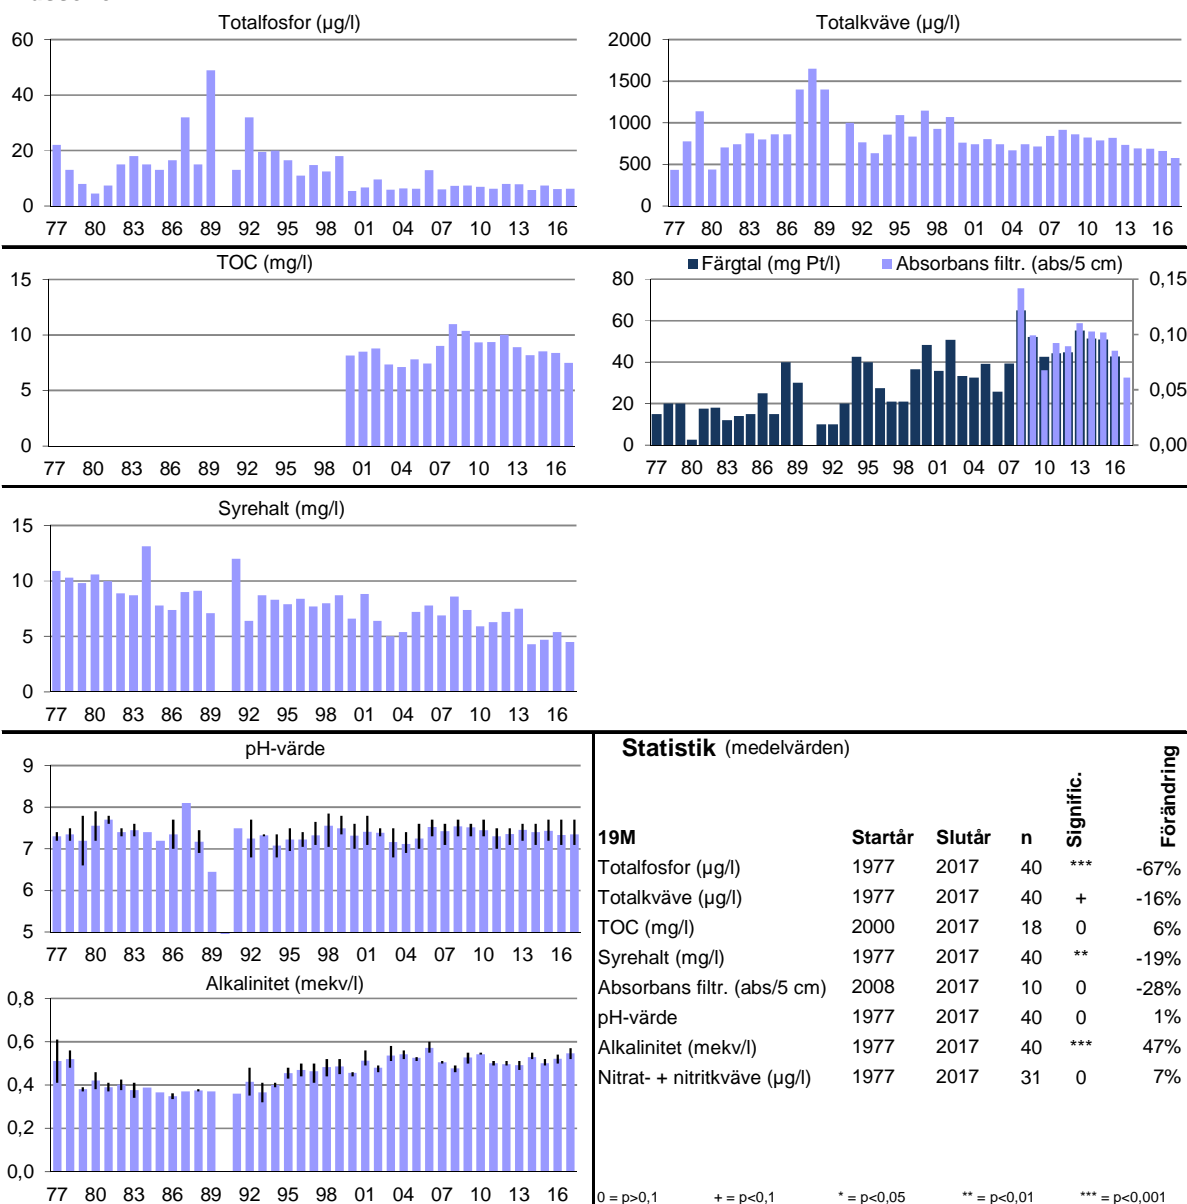 Totalfosfor (µg/l)
60
40
20
0
77 80 83 86 89 92 95 98 01 04 07 10 13 16
Totalkväve (µg/l)
2000
1500
1000
500
0
77 80 83 86 89 92 95 98 01 04 07 10 13 16
TOC (mg/l)
15
10
5
0
77 80 83 86 89 92 95 98 01 04 07 10 13 16
Färgtal (mg Pt/l) Absorbans filtr. (abs/5 cm)
80 0,15
60
0,10
40
0,05
20
0 0,00
77 80 83 86 89 92 95 98 01 04 07 10 13 16
Syrehalt (mg/l)
15
10
5
0
77 80 83 86 89 92 95 98 01 04 07 10 13 16
pH-värde
9
8
7
6
5
77 80 83 86 89 92 95 98 01 04 07 10 13 16
Alkalinitet (mekv/l)
0,8
0,6
0,4
0,2
0,0
77 80 83 86 89 92 95 98 01 04 07 10 13 16
Statistik (medelvärden)
19M Startår Slutår n Signific. Förändring
Totalfosfor (µg/l) 1977 2017 40 *** -67%
Totalkväve (µg/l) 1977 2017 40 + -16%
TOC (mg/l) 2000 2017 18 0 6%
Syrehalt (mg/l) 1977 2017 40 ** -19%
Absorbans filtr. (abs/5 cm) 2008 2017 10 0 -28%
pH-värde 1977 2017 40 0 1%
Alkalinitet (mekv/l) 1977 2017 40 *** 47%
Nitrat- + nitritkväve (µg/l) 1977 2017 31 0 7%
0 = p>0,1 + = p<0,1 * = p<0,05 ** = p<0,01 *** = p<0,001